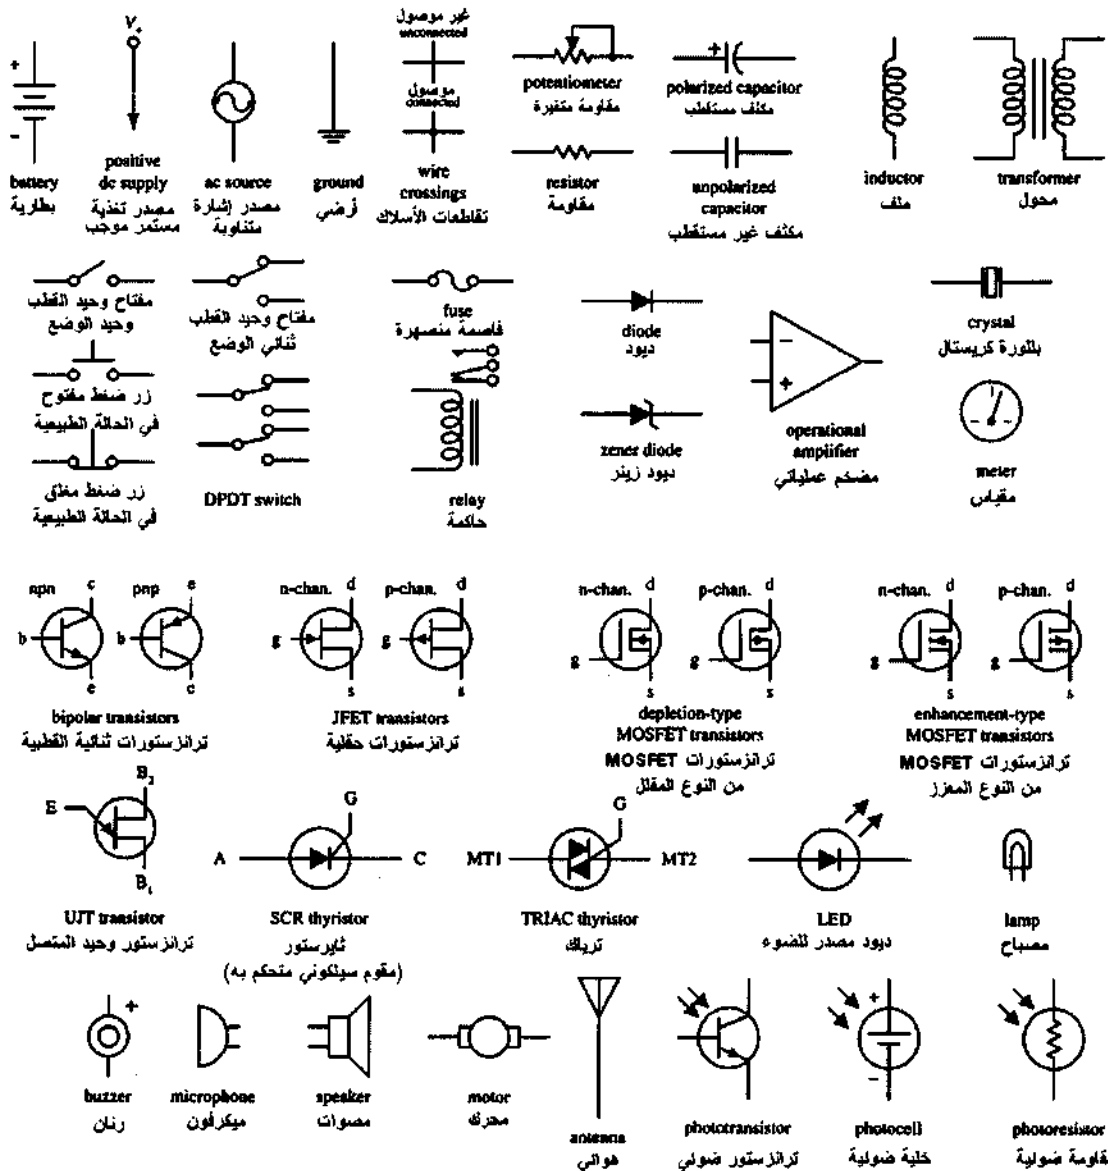 غير موصول
unconnected
موصول
connected
+
-
V+
battery
بطارية
positive
dc supply
مصدر تغذية
مستمر موجب
ac source
مصدر إشارة
متناوبة
ground
أرضي
wire
crossings
تقاطعات الأسلاك
potentiometer
مقاومة متغيرة
resistor
مقاومة
+
polarized capacitor
مكثف مستقطب
unpolarized
capacitor
مكثف غير مستقطب
inductor
ملف
transformer
محول
مفتاح وحيد القطب
وحيد الوضع
مفتاح وحيد القطب
ثنائي الوضع
fuse
فاصمة منصهرة
diode
ديود
crystal
بللورة كريستال
زر ضغط مفتوح
في الحالة الطبيعية
زر ضغط مغلق
في الحالة الطبيعية
DPDT switch
relay
حاكمة
zener diode
ديود زينر
-
+
operational
amplifier
مضخم عملياتي
meter
مقياس
npn c b e
pnp e b c
bipolar transistors
ترانزستورات ثنائية القطبية
n-chan. d g s
p-chan. d g s
JFET transistors
ترانزستورات حقلية
n-chan. d g s
p-chan. d g s
depletion-type
MOSFET transistors
ترانزستورات MOSFET
من النوع المقلل
n-chan. d g s
p-chan. d g s
enhancement-type
MOSFET transistors
ترانزستورات MOSFET
من النوع المعزز
E B2 B1
UJT transistor
ترانزستور وحيد المتصل
A G C
SCR thyristor
ثايرستور
(مقوم سيلكوني متحكم به)
MT1 G MT2
TRIAC thyristor
ترياك
LED
ديود مصدر للضوء
lamp
مصباح
+
buzzer
رنان
microphone
ميكرفون
speaker
مصوات
motor
محرك
antenna
هوائي
phototransistor
ترانزستور ضوئي
+
-
photocell
خلية ضوئية
photoresistor
قاومة ضوئية